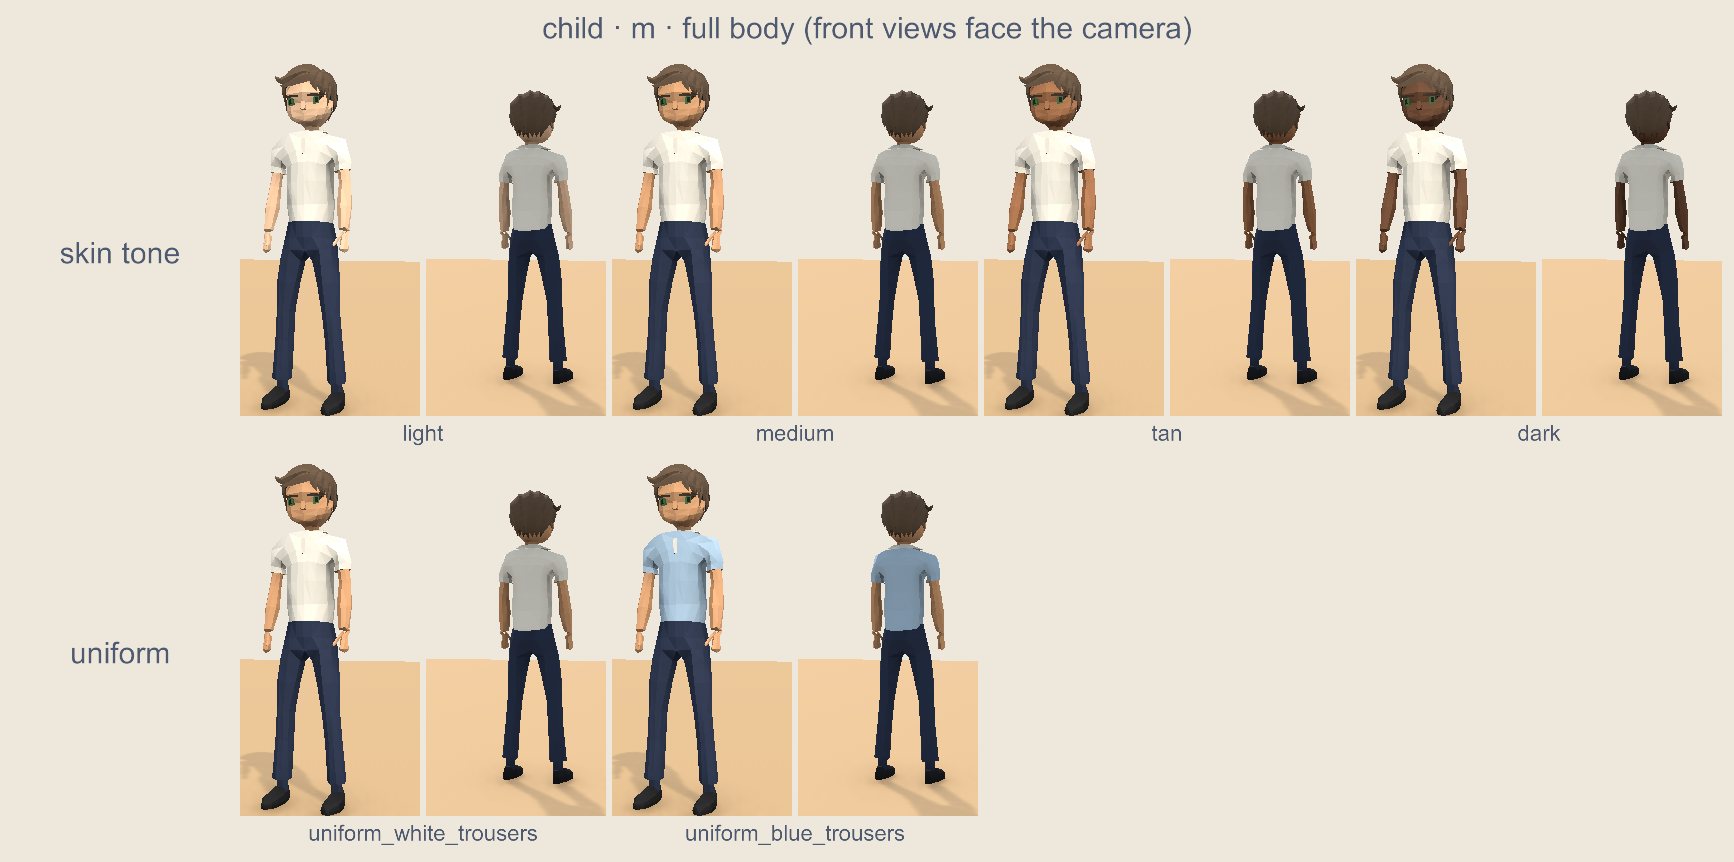 child · m · full body (front views face the camera)
skin tone
light
medium
tan
dark
uniform
uniform_white_trousers
uniform_blue_trousers